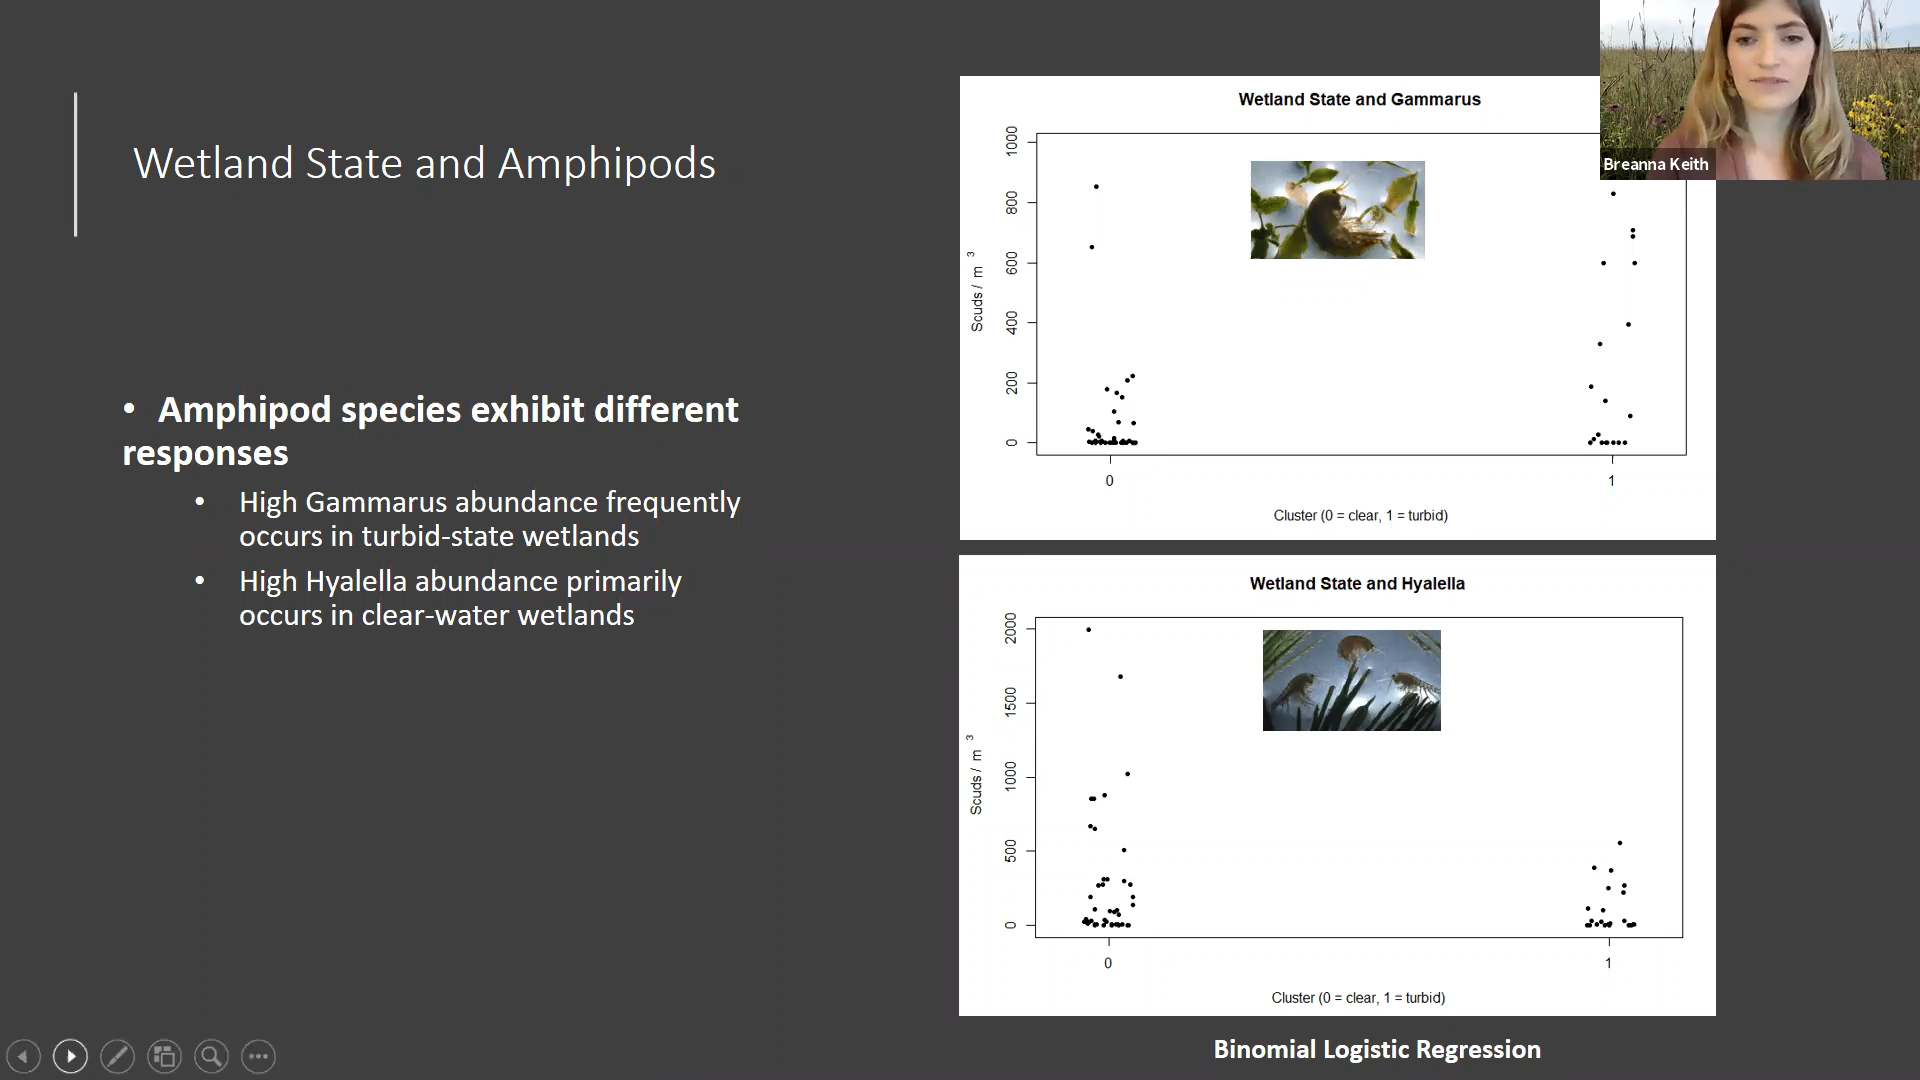 Wetland State and Amphipods
• Amphipod species exhibit different
responses
• High Gammarus abundance frequently
occurs in turbid-state wetlands
• High Hyalella abundance primarily
occurs in clear-water wetlands
Wetland State and Gammarus
Scuds / m 3
1000
800
600
400
200
0
0 1
Cluster (0 = clear, 1 = turbid)
Breanna Keith
Wetland State and Hyalella
Scuds / m 3
2000
1500
1000
500
0
0 1
Cluster (0 = clear, 1 = turbid)
Binomial Logistic Regression